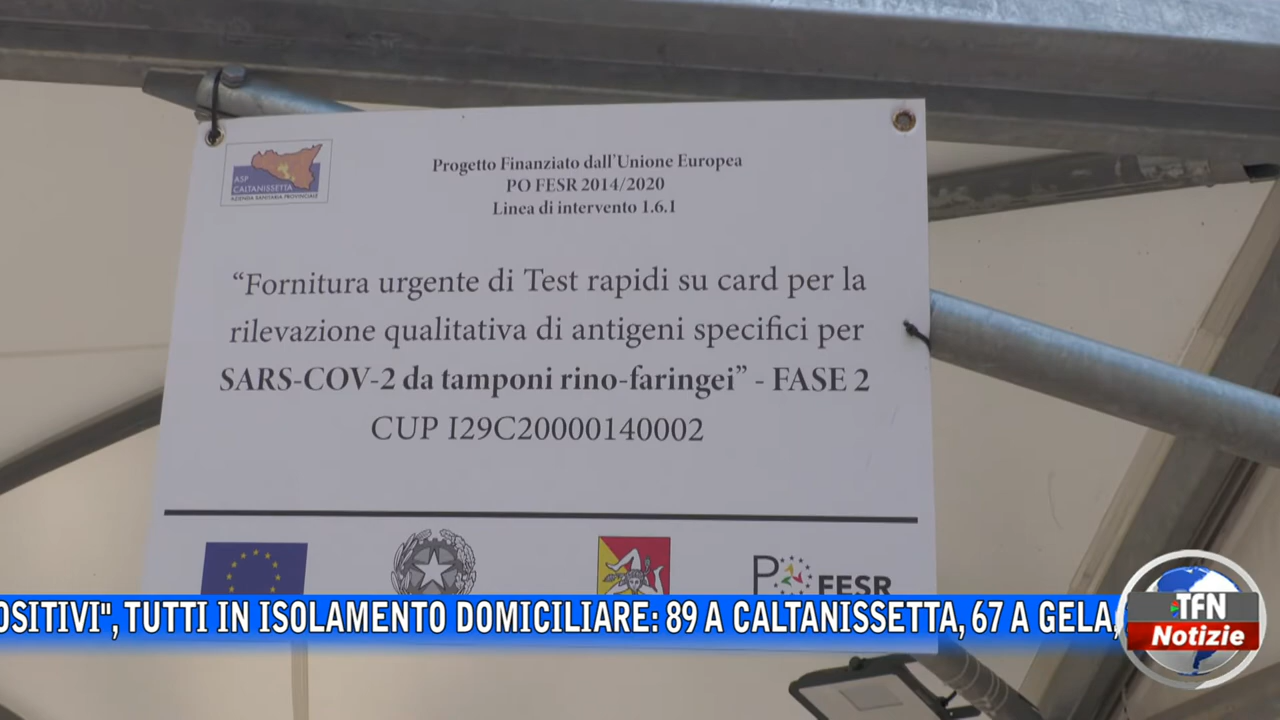 ASP
CALTANISSETTA
AZIENDA SANITARIA PROVINCIALE
Progetto Finanziato dall'Unione Europea
PO FESR 2014/2020
Linea di intervento 1.6.1
“Fornitura urgente di Test rapidi su card per la
rilevazione qualitativa di antigeni specifici per
SARS-COV-2 da tamponi rino-faringei” - FASE 2
CUP I29C20000140002
PO FESR
OSITIVI", TUTTI IN ISOLAMENTO DOMICILIARE: 89 A CALTANISSETTA, 67 A GELA,
TFN
Notizie